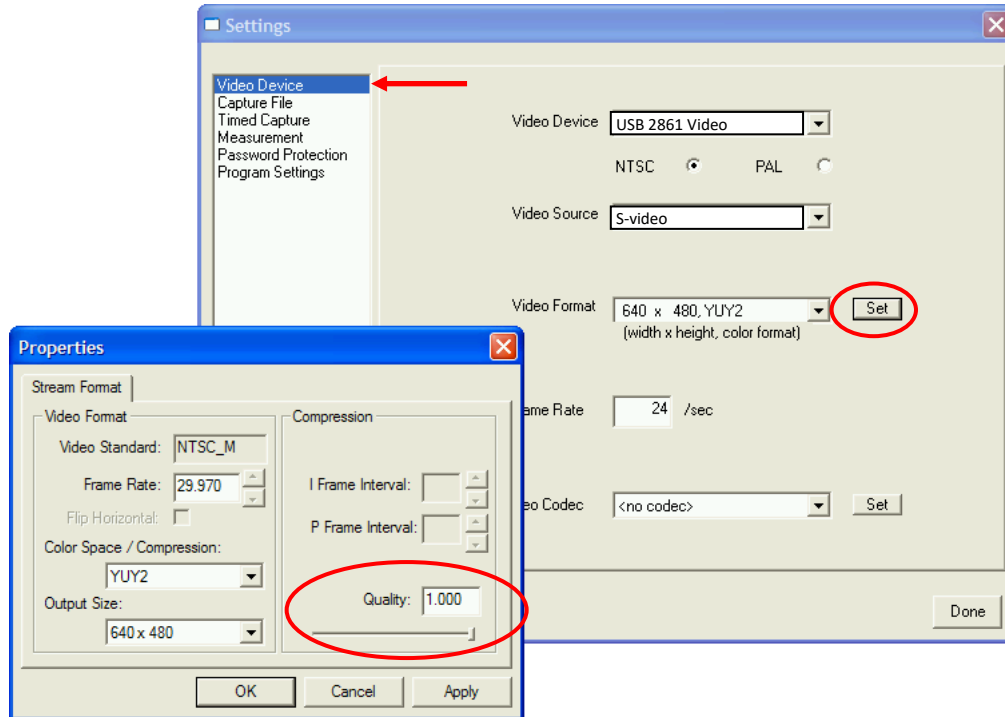 Settings
Video Device
Capture File
Timed Capture
Measurement
Password Protection
Program Settings
Video Device USB 2861 Video
NTSC PAL
Video Source S-video
Video Format 640 x 480, YUY2 Set
(width x height, color format)
ame Rate 24 /sec
eo Codec <no codec> Set
Done
Properties
Stream Format
Video Format
Video Standard: NTSC_M
Frame Rate: 29.970
Flip Horizontal:
Color Space / Compression:
YUY2
Output Size:
640 x 480
Compression
I Frame Interval:
P Frame Interval:
Quality: 1.000
OK Cancel Apply